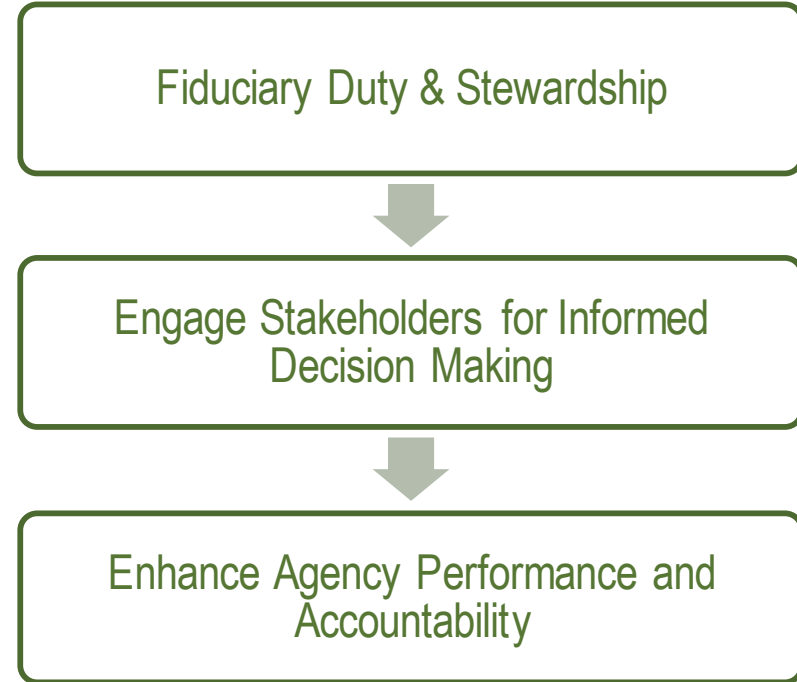 Fiduciary Duty & Stewardship
Engage Stakeholders for Informed
Decision Making
Enhance Agency Performance and
Accountability